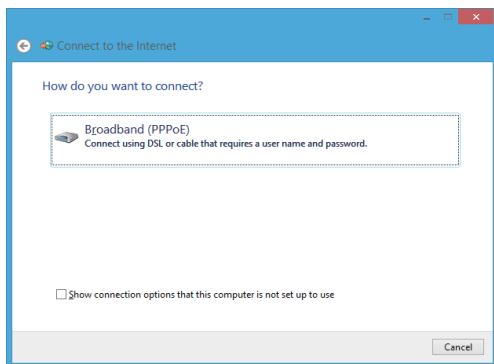 Connect to the Internet
How do you want to connect?
Broadband (PPPoE)
Connect using DSL or cable that requires a user name and password.
Show connection options that this computer is not set up to use
Cancel